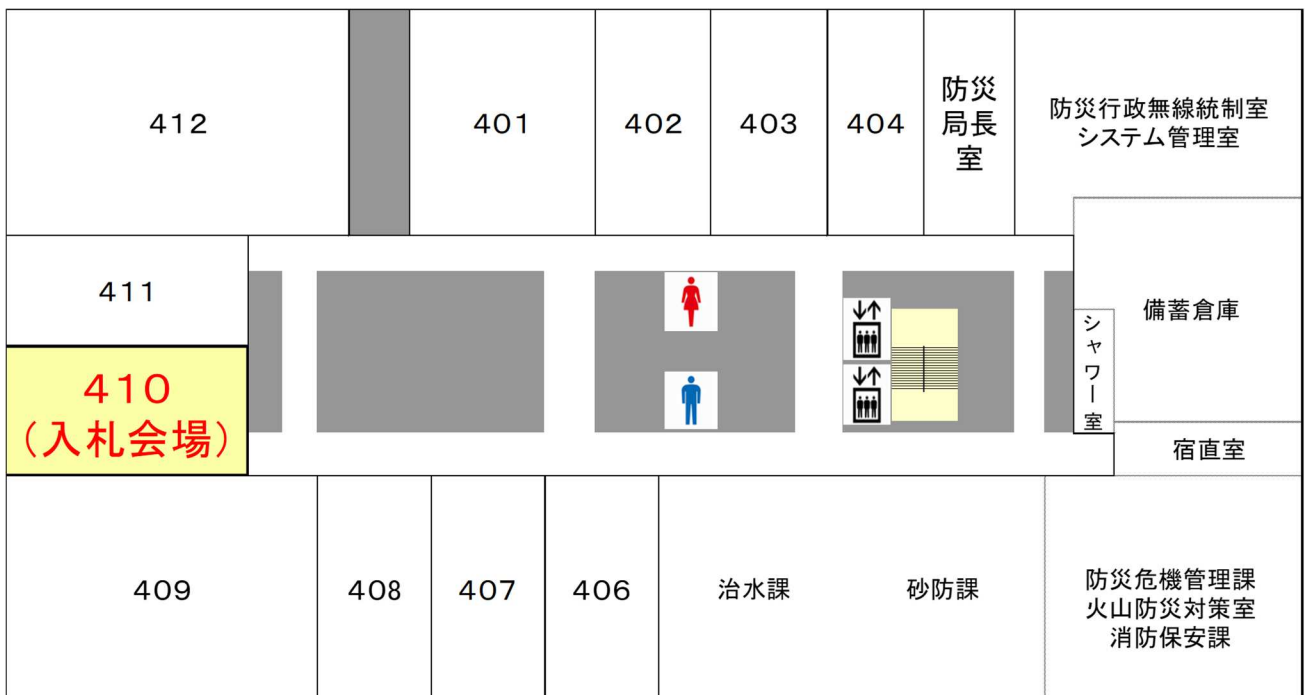 412
401
402
403
404
防災
局長
室
防災行政無線統制室
システム管理室
411
410
(入札会場)
備蓄倉庫
シャワー室
宿直室
409
408
407
406
治水課
砂防課
防災危機管理課
火山防災対策室
消防保安課